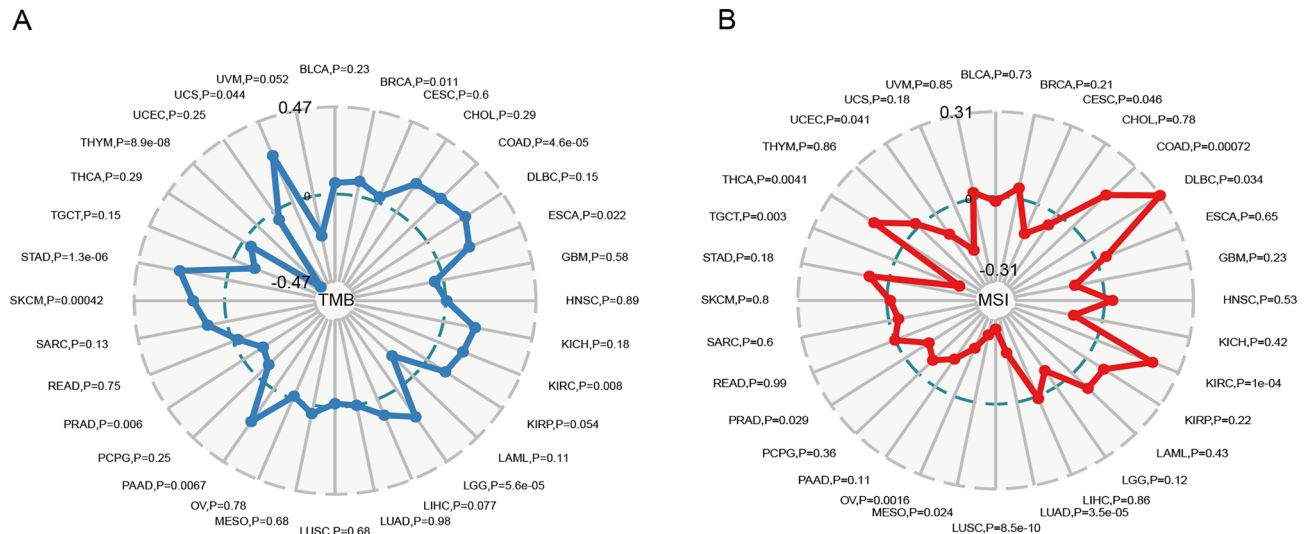 A
BLCA,P=0.23
BRCA,P=0.011
CESC,P=0.6
CHOL,P=0.29
COAD,P=4.6e-05
DLBC,P=0.15
ESCA,P=0.022
GBM,P=0.58
HNSC,P=0.89
KICH,P=0.18
KIRC,P=0.008
KIRP,P=0.054
LAML,P=0.11
LGG,P=5.6e-05
LIHC,P=0.077
LUAD,P=0.98
LUSC,P=0.68
MESO,P=0.68
OV,P=0.78
PAAD,P=0.0067
PCPG,P=0.25
PRAD,P=0.006
READ,P=0.75
SARC,P=0.13
SKCM,P=0.00042
STAD,P=1.3e-06
TGCT,P=0.15
THCA,P=0.29
THYM,P=8.9e-08
UCEC,P=0.25
UCS,P=0.044
UVM,P=0.052
0.47
0
-0.47
TMB
B
BLCA,P=0.73
BRCA,P=0.21
CESC,P=0.046
CHOL,P=0.78
COAD,P=0.00072
DLBC,P=0.034
ESCA,P=0.65
GBM,P=0.23
HNSC,P=0.53
KICH,P=0.42
KIRC,P=1e-04
KIRP,P=0.22
LAML,P=0.43
LGG,P=0.12
LIHC,P=0.86
LUAD,P=3.5e-05
LUSC,P=8.5e-10
MESO,P=0.024
OV,P=0.0016
PAAD,P=0.11
PCPG,P=0.36
PRAD,P=0.029
READ,P=0.99
SARC,P=0.6
SKCM,P=0.8
STAD,P=0.18
TGCT,P=0.003
THCA,P=0.0041
THYM,P=0.86
UCEC,P=0.041
UCS,P=0.18
UVM,P=0.85
0.31
0
-0.31
MSI